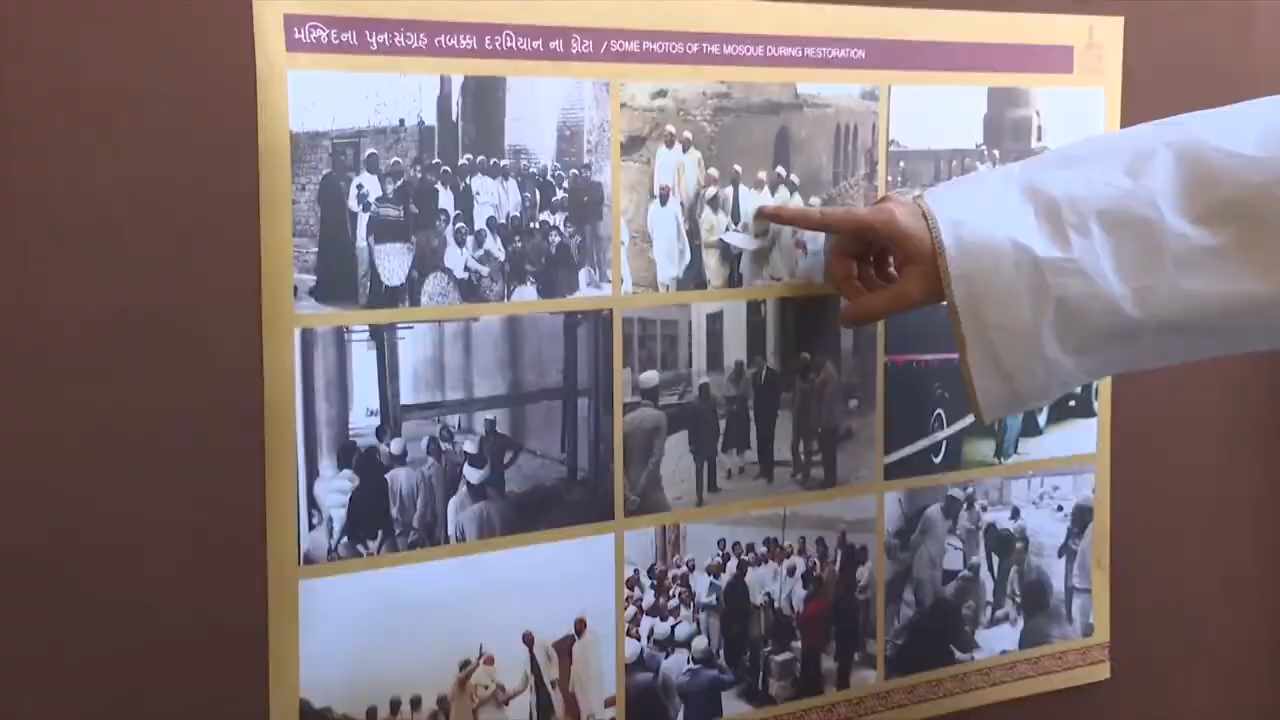 મસ્જિદના પુનઃસંગ્રહ તબક્કા દરમિયાન ના ફોટા / SOME PHOTOS OF THE MOSQUE DURING RESTORATION